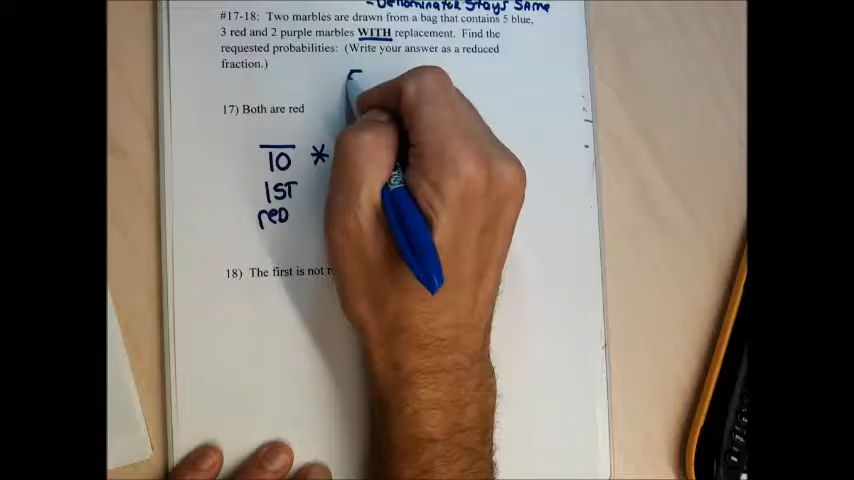 -Denominator Stays Same
#17-18: Two marbles are drawn from a bag that contains 5 blue,
3 red and 2 purple marbles WITH replacement. Find the
requested probabilities: (Write your answer as a reduced
fraction.)
17) Both are red
10 *
1ST
red
18) The first is not r